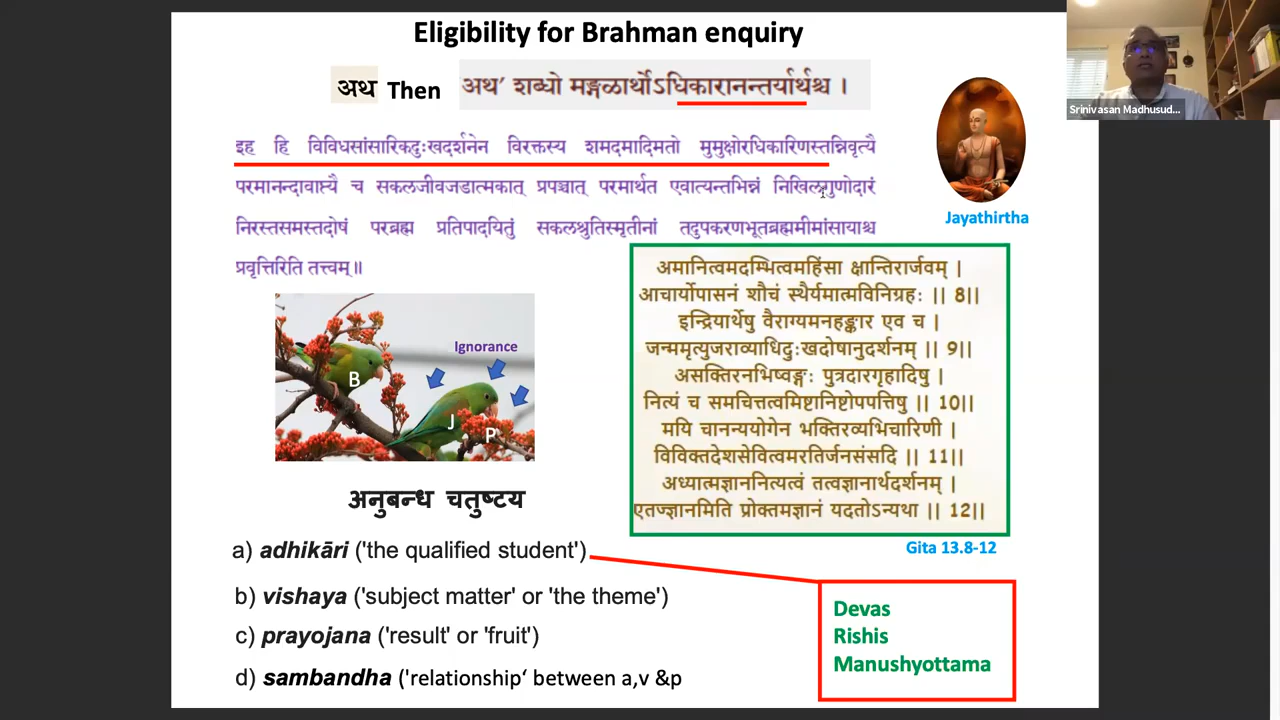 Eligibility for Brahman enquiry
अथ Then अथ’ शब्धो मङ्गळार्थोऽधिकारानन्तर्यार्थश्च ।
इह हि विविधसांसारिकदुःखदर्शनेन विरक्तस्य शमदमादिमतो मुमुक्षोरधिकारिणस्तन्निवृत्यै
परमानन्दावाप्त्यै च सकलजीवजडात्मकात् प्रपञ्चात् परमार्थत एवात्यन्तभिन्नं निखिलगुणोदारं
निरस्तसमस्तदोषं परब्रह्म प्रतिपादयितुं सकलश्रुतिस्मृतीनां तदुपकरणभूतब्रह्ममीमांसायाश्च
प्रवृत्तिरिति तत्त्वम्॥
Srinivasan Madhusud...
Jayathirtha
Ignorance
B
J
P
अमानित्वमदम्भित्वमहिंसा क्षान्तिरार्जवम् |
आचार्योपासनं शौचं स्थैर्यमात्मविनिग्रहः || 8||
इन्द्रियार्थेषु वैराग्यमनहङ्कार एव च |
जन्ममृत्युजराव्याधिदुःखदोषानुदर्शनम् || 9||
असक्तिरनभिष्वङ्गः पुत्रदारगृहादिषु |
नित्यं च समचित्तत्वमिष्टानिष्टोपपत्तिषु || 10||
मयि चानन्ययोगेन भक्तिरव्यभिचारिणी |
विविक्तदेशसेवित्वमरतिर्जनसंसदि || 11||
अध्यात्मज्ञाननित्यत्वं तत्वज्ञानार्थदर्शनम् |
एतज्ज्ञानमिति प्रोक्तमज्ञानं यदतोऽन्यथा || 12||
Gita 13.8-12
अनुबन्ध चतुष्टय
a) adhikāri ('the qualified student')
b) vishaya ('subject matter' or 'the theme')
c) prayojana ('result' or 'fruit')
d) sambandha ('relationship‘ between a,v &p
Devas
Rishis
Manushyottama